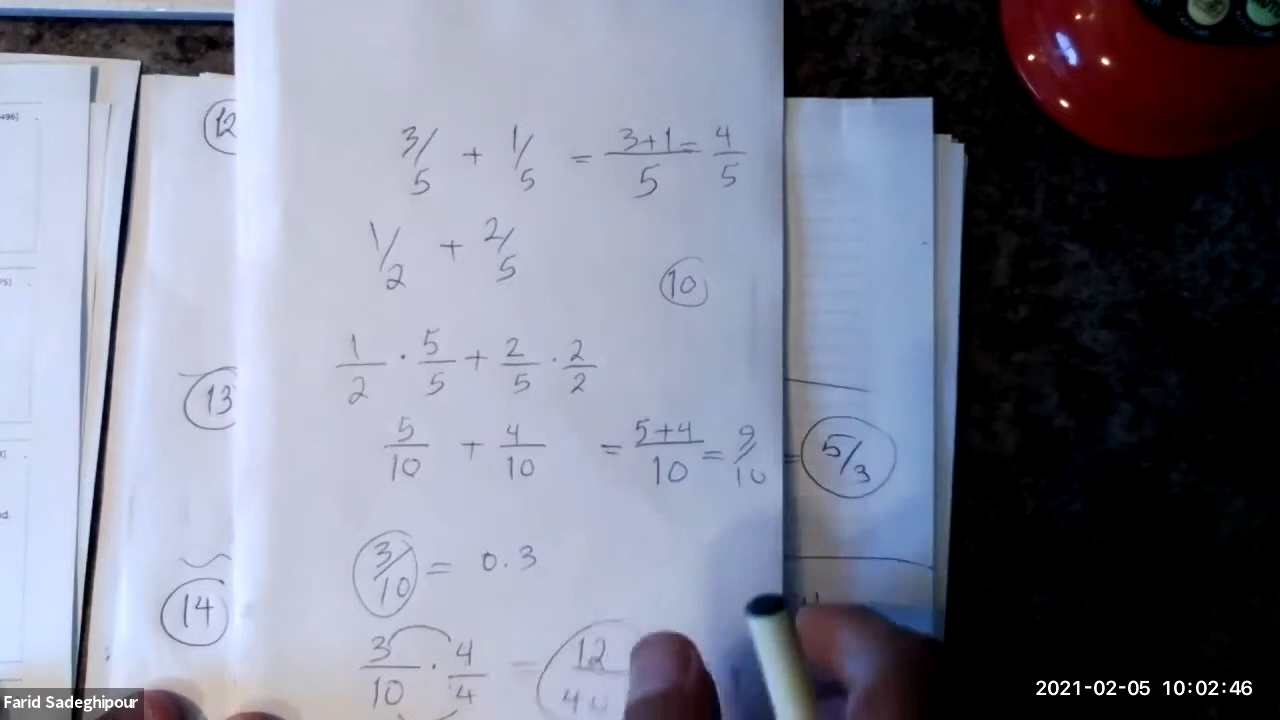 12
3/5 + 1/5 = 3+1/5 = 4/5
1/2 + 2/5
10
1/2 · 5/5 + 2/5 · 2/2
13
5/10 + 4/10 = 5+4/10 = 9/10
= 5/3
3/10 = 0.3
14
3/10 · 4/4 = 12/40
Farid Sadeghipour
2021-02-05 10:02:46